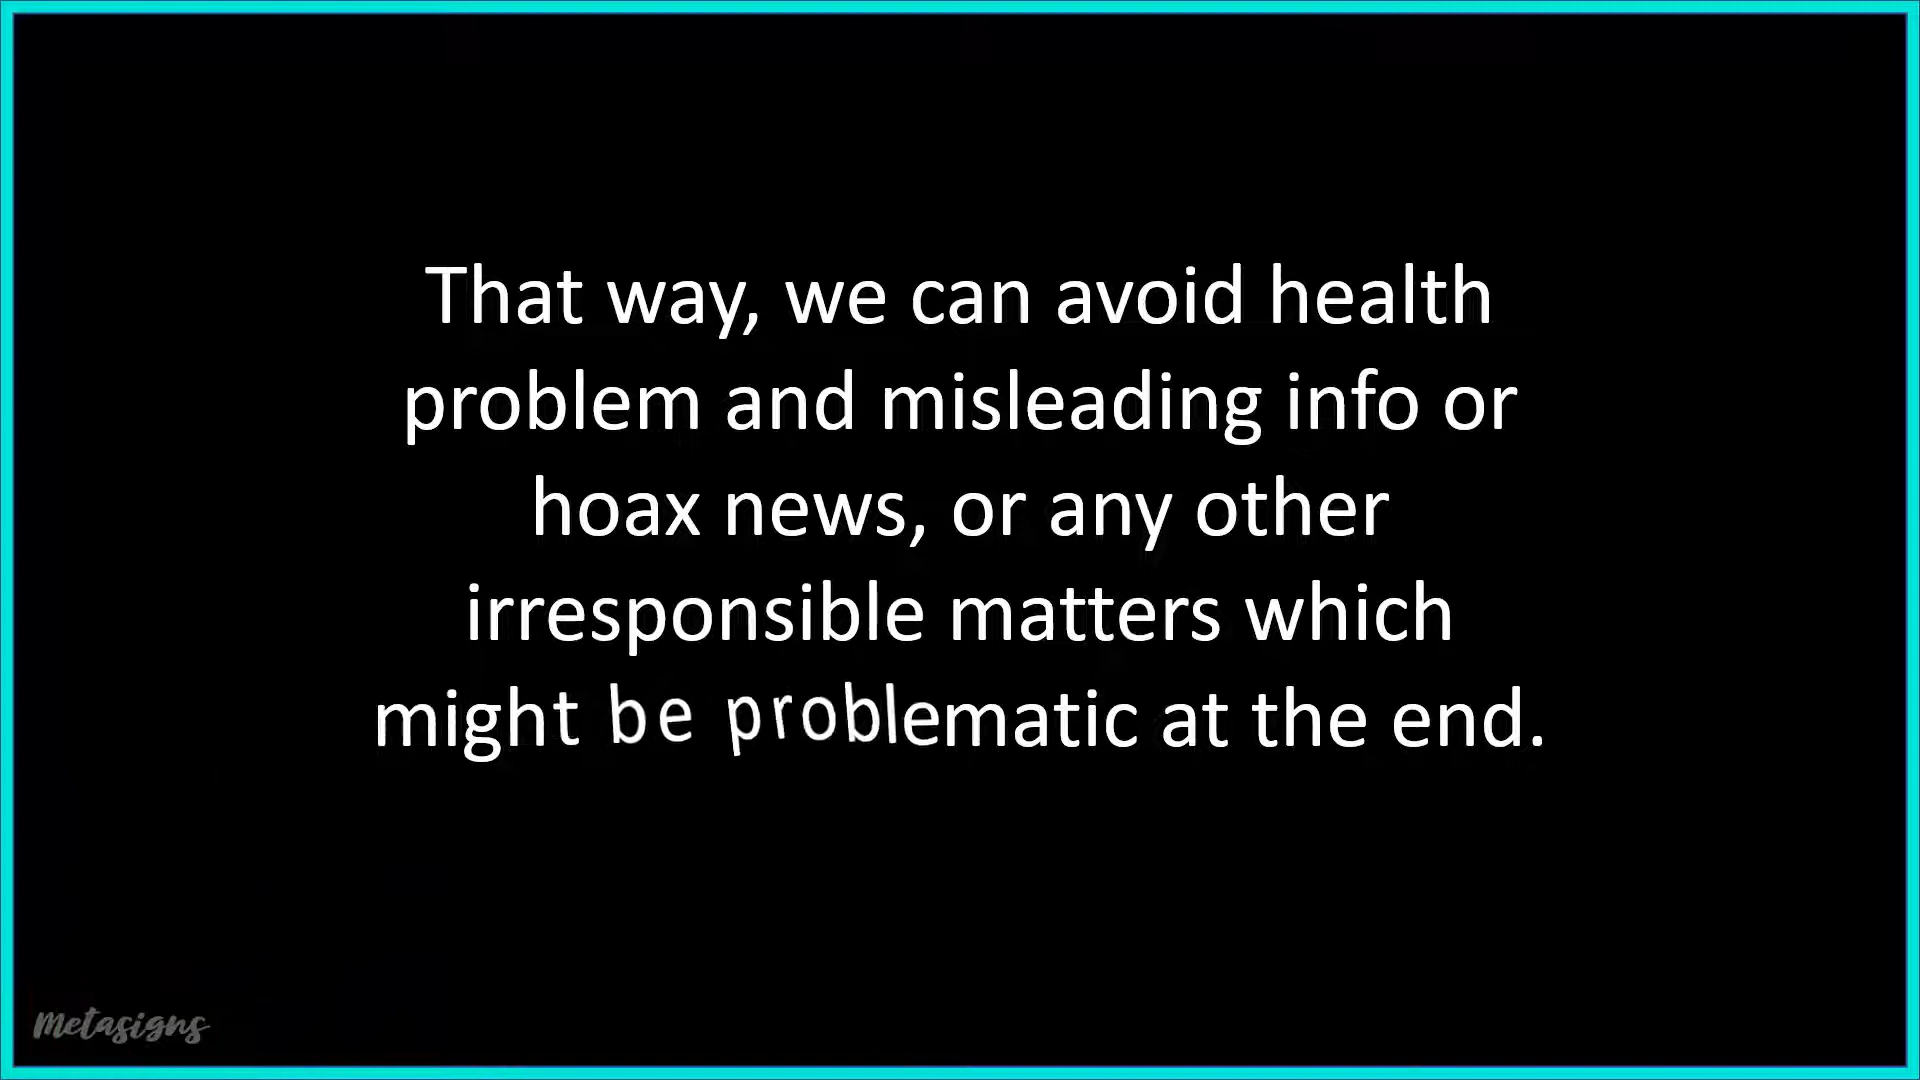 That way, we can avoid health
problem and misleading info or
hoax news, or any other
irresponsible matters which
might be problematic at the end.
Metasigns